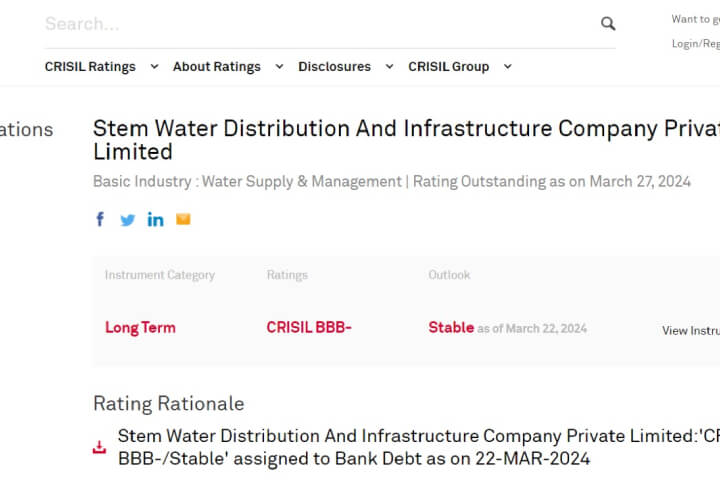 Search...
Want to g
Login/Reg
CRISIL Ratings About Ratings Disclosures CRISIL Group
ations
Stem Water Distribution And Infrastructure Company Privat
Limited
Basic Industry : Water Supply & Management | Rating Outstanding as on March 27, 2024
Instrument Category Ratings Outlook
Long Term CRISIL BBB- Stable as of March 22, 2024
View Instru
Rating Rationale
Stem Water Distribution And Infrastructure Company Private Limited:'CR
BBB-/Stable' assigned to Bank Debt as on 22-MAR-2024